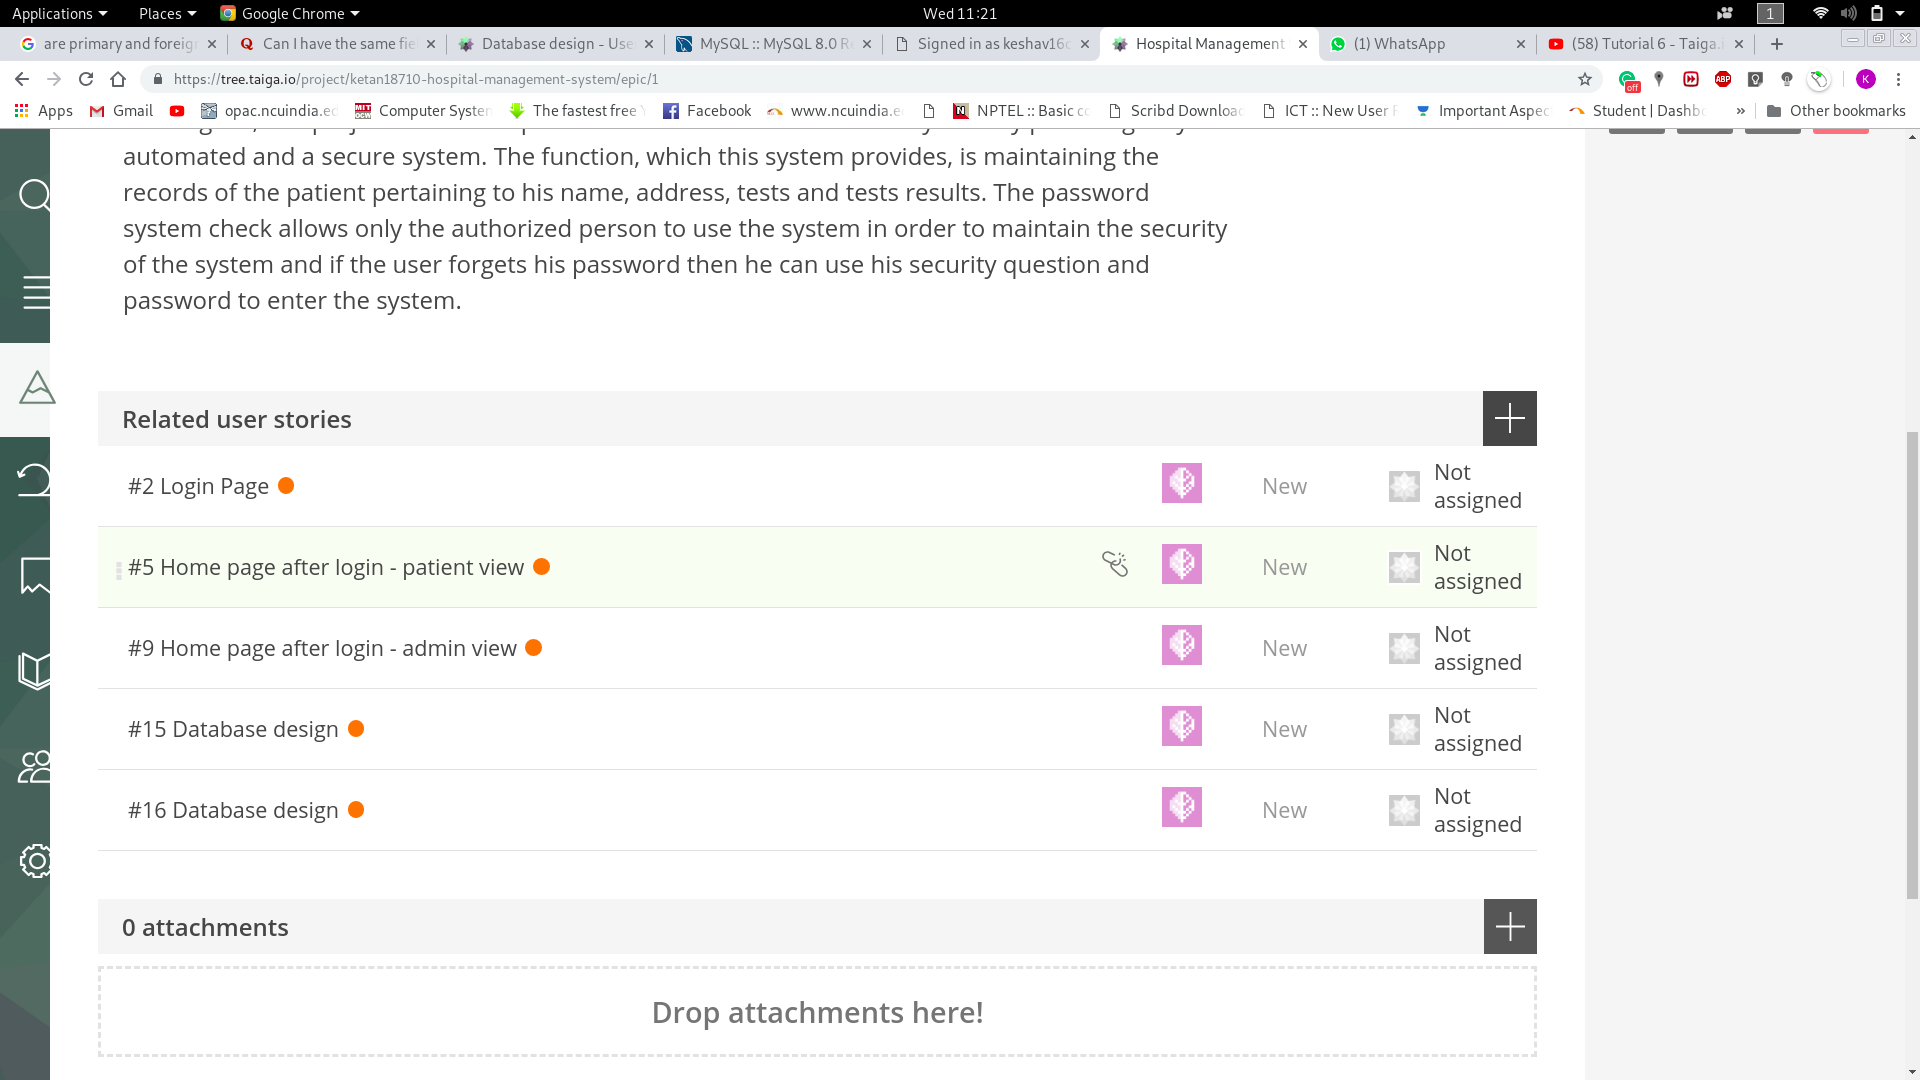 Applications Places Google Chrome Wed 11:21 1
are primary and foreig Can I have the same fie Database design - Use MySQL :: MySQL 8.0 R Signed in as keshav16 Hospital Management (1) WhatsApp (58) Tutorial 6 - Taiga.i
https://tree.taiga.io/project/ketan18710-hospital-management-system/epic/1 off ABP K
Apps Gmail opac.ncuindia.ed Computer System The fastest free Facebook www.ncuindia.e NPTEL :: Basic co Scribd Downloa ICT :: New User Important Aspec Student | Dashb » Other bookmarks
automated and a secure system. The function, which this system provides, is maintaining the
records of the patient pertaining to his name, address, tests and tests results. The password
system check allows only the authorized person to use the system in order to maintain the security
of the system and if the user forgets his password then he can use his security question and
password to enter the system.
Related user stories
#2 Login Page New Not assigned
#5 Home page after login - patient view New Not assigned
#9 Home page after login - admin view New Not assigned
#15 Database design New Not assigned
#16 Database design New Not assigned
0 attachments
Drop attachments here!